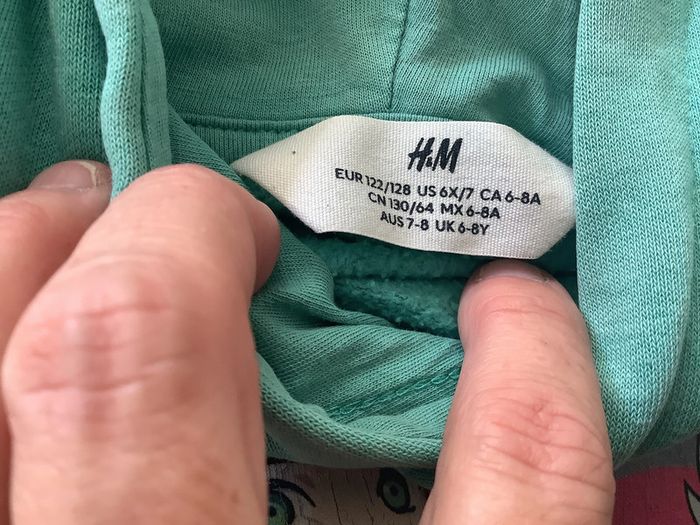 H&M
EUR 122/128 US 6X/7 CA 6-8A
CN 130/64 MX 6-8A
AUS 7-8 UK 6-8Y